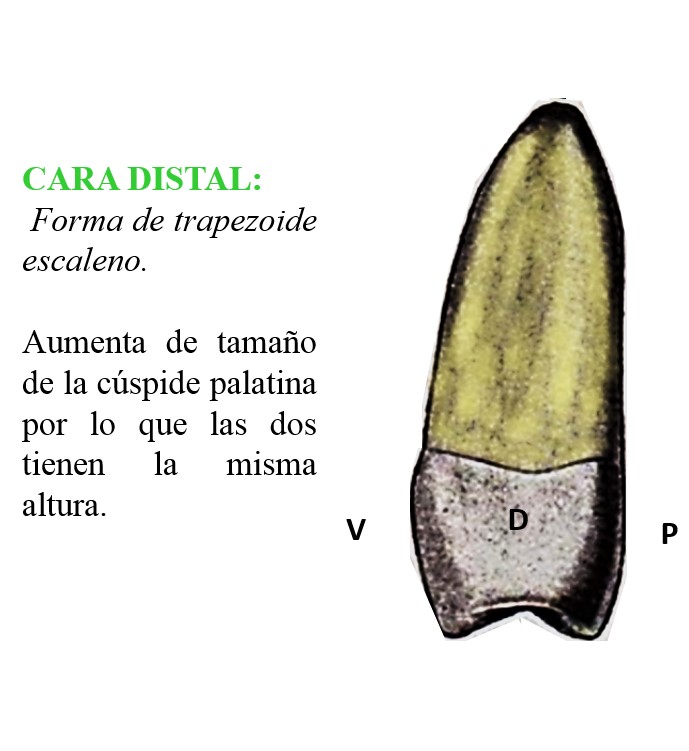 CARA DISTAL:
Forma de trapezoide
escaleno.
Aumenta de tamaño
de la cúspide palatina
por lo que las dos
tienen la misma
altura.
V
D
P